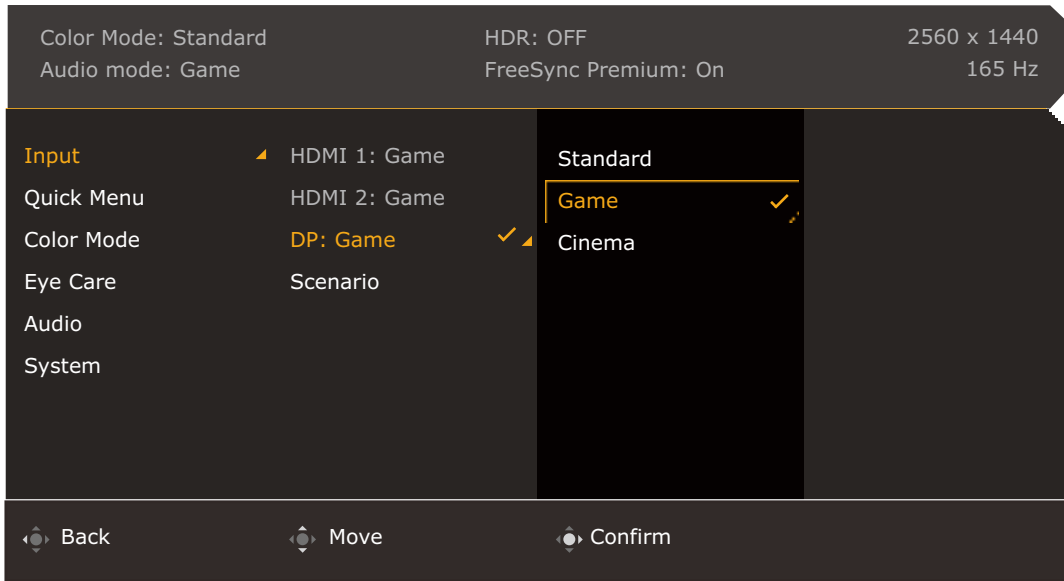 Color Mode: Standard HDR: OFF 2560 x 1440
Audio mode: Game FreeSync Premium: On 165 Hz
Input HDMI 1: Game Standard
Quick Menu HDMI 2: Game Game
Color Mode DP: Game Cinema
Eye Care Scenario
Audio
System
Back Move Confirm